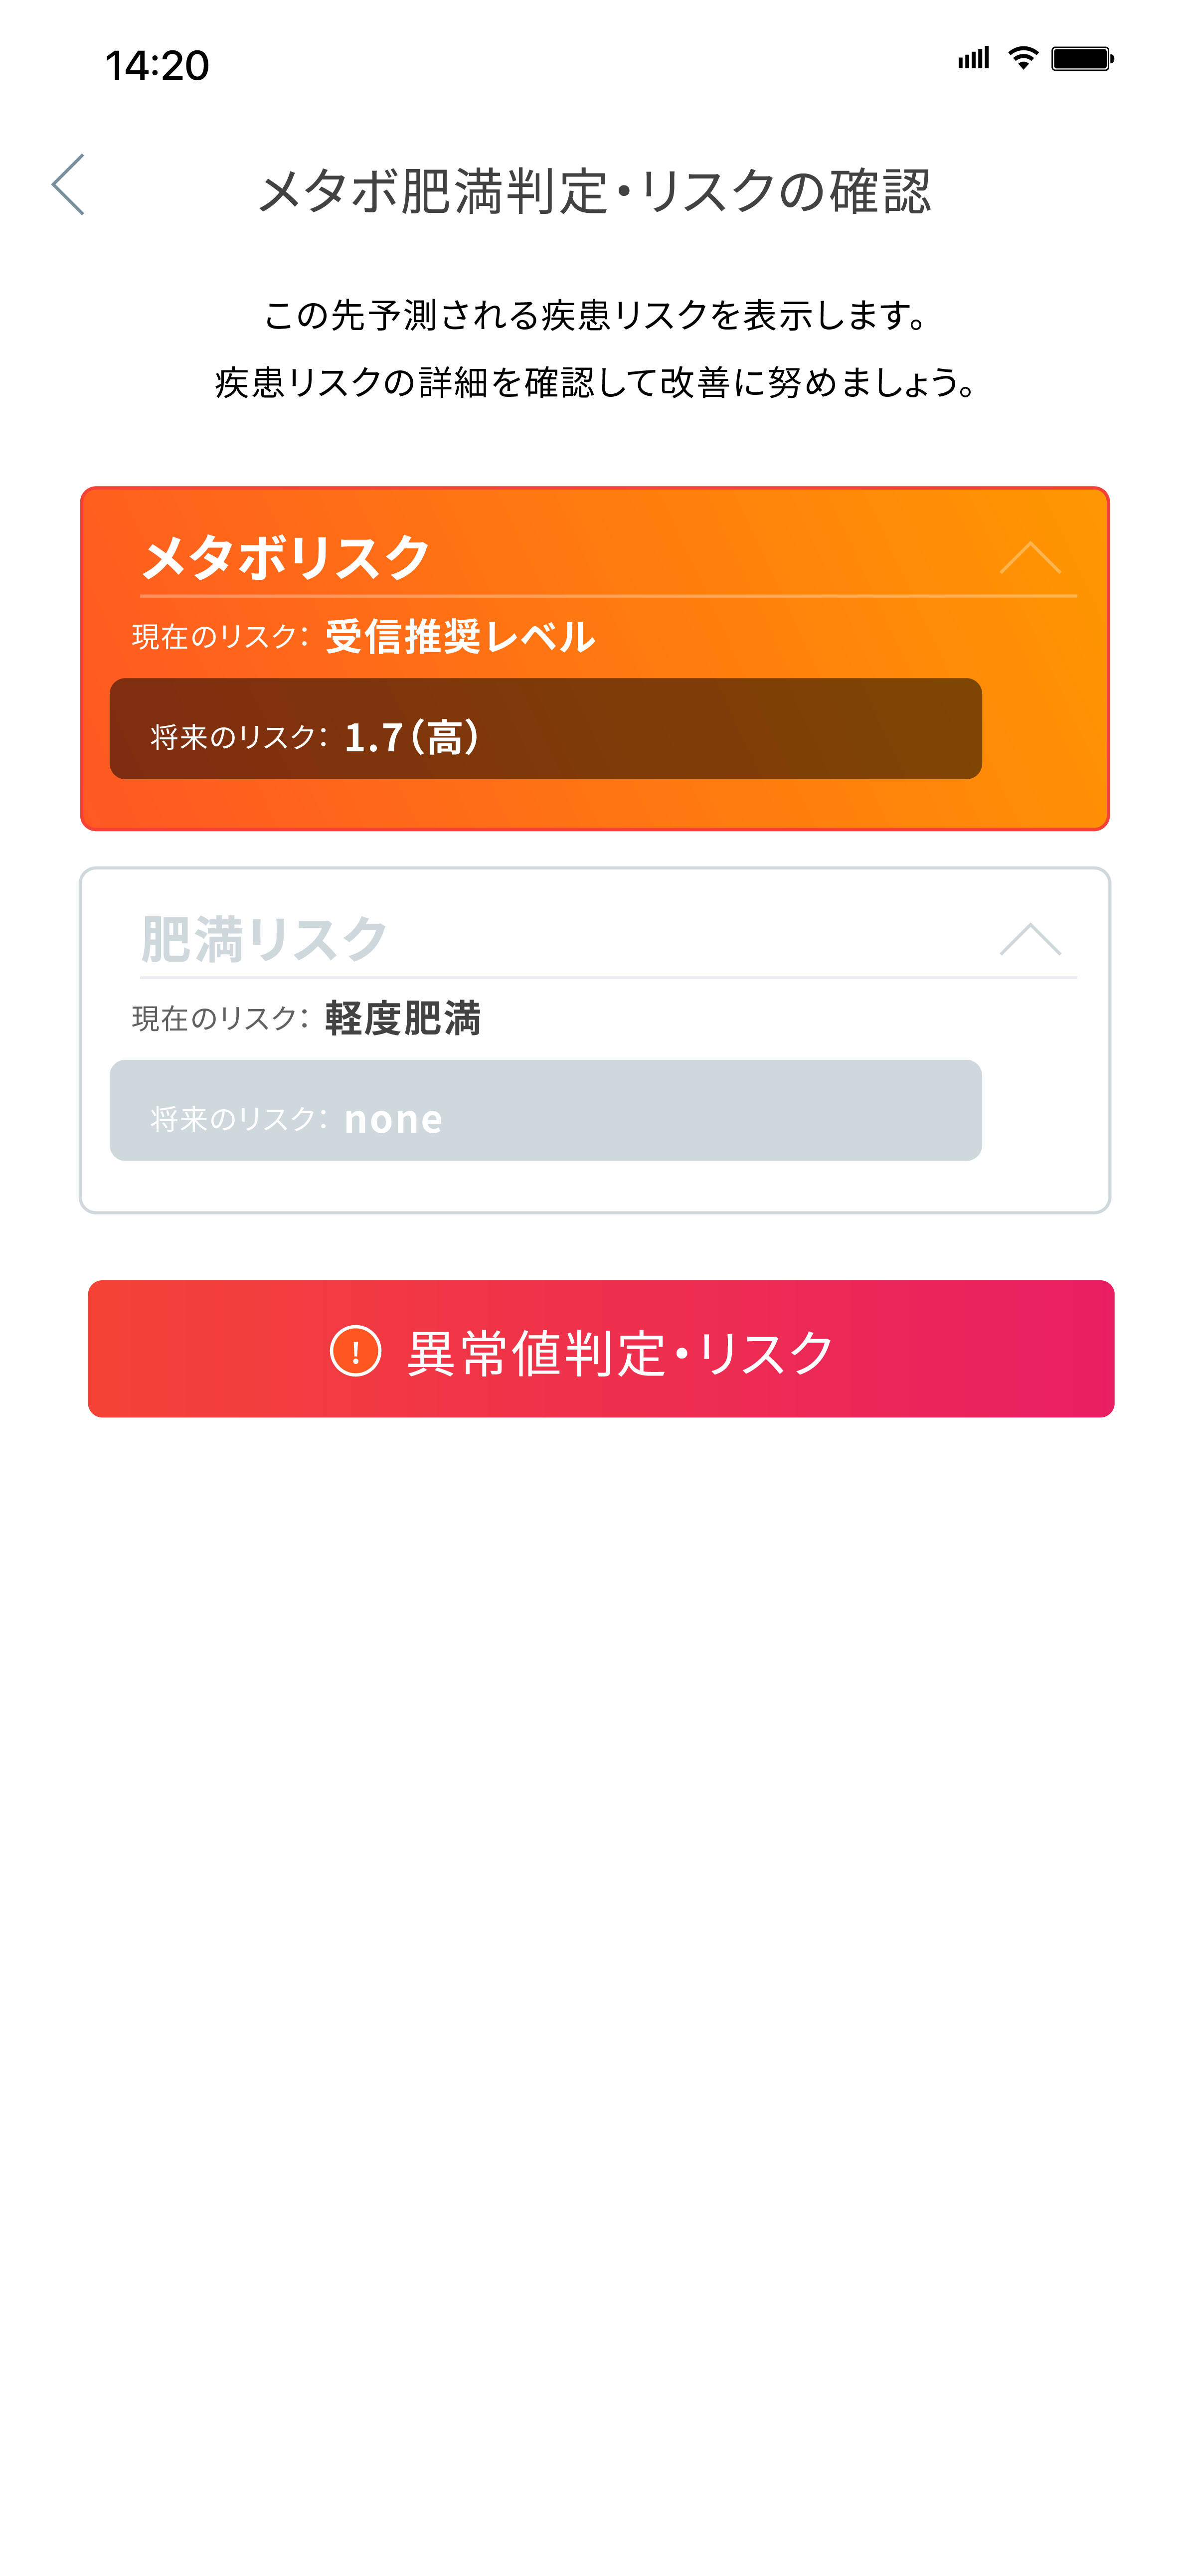 14:20
メタボ肥満判定・リスクの確認
この先予測される疾患リスクを表示します。
疾患リスクの詳細を確認して改善に努めましょう。
メタボリスク
現在のリスク： 受信推奨レベル
将来のリスク： 1.7（高）
肥満リスク
現在のリスク： 軽度肥満
将来のリスク： none
! 異常値判定・リスク